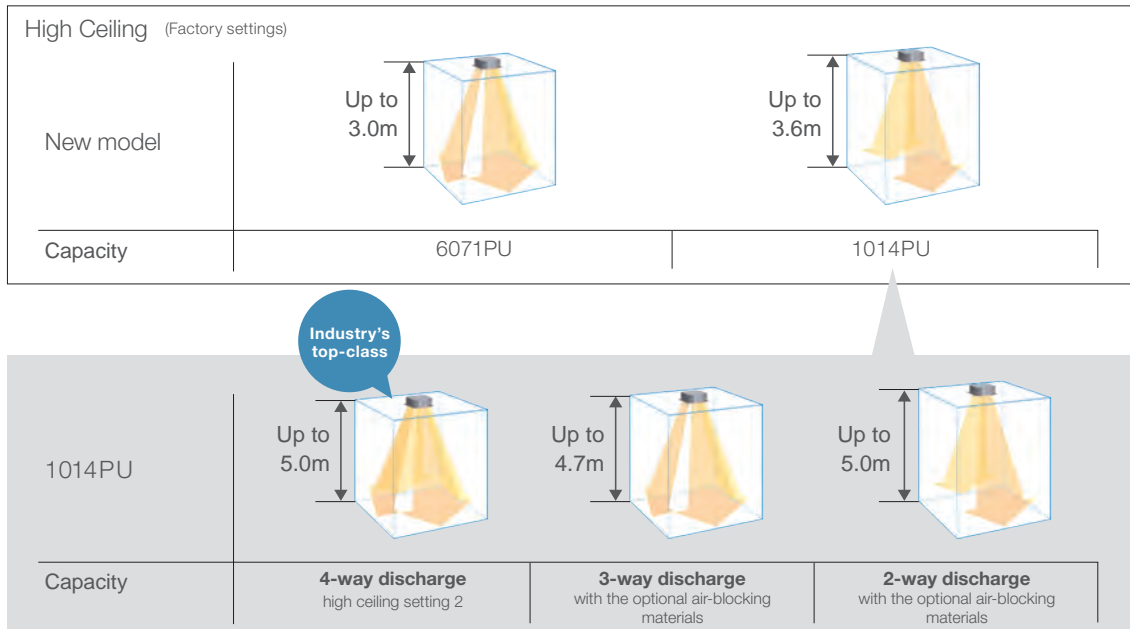 High Ceiling (Factory settings)
New model
Up to
3.0m
Up to
3.6m
Capacity
6071PU
1014PU
Industry's
top-class
1014PU
Up to
5.0m
Up to
4.7m
Up to
5.0m
Capacity
4-way discharge
high ceiling setting 2
3-way discharge
with the optional air-blocking
materials
2-way discharge
with the optional air-blocking
materials